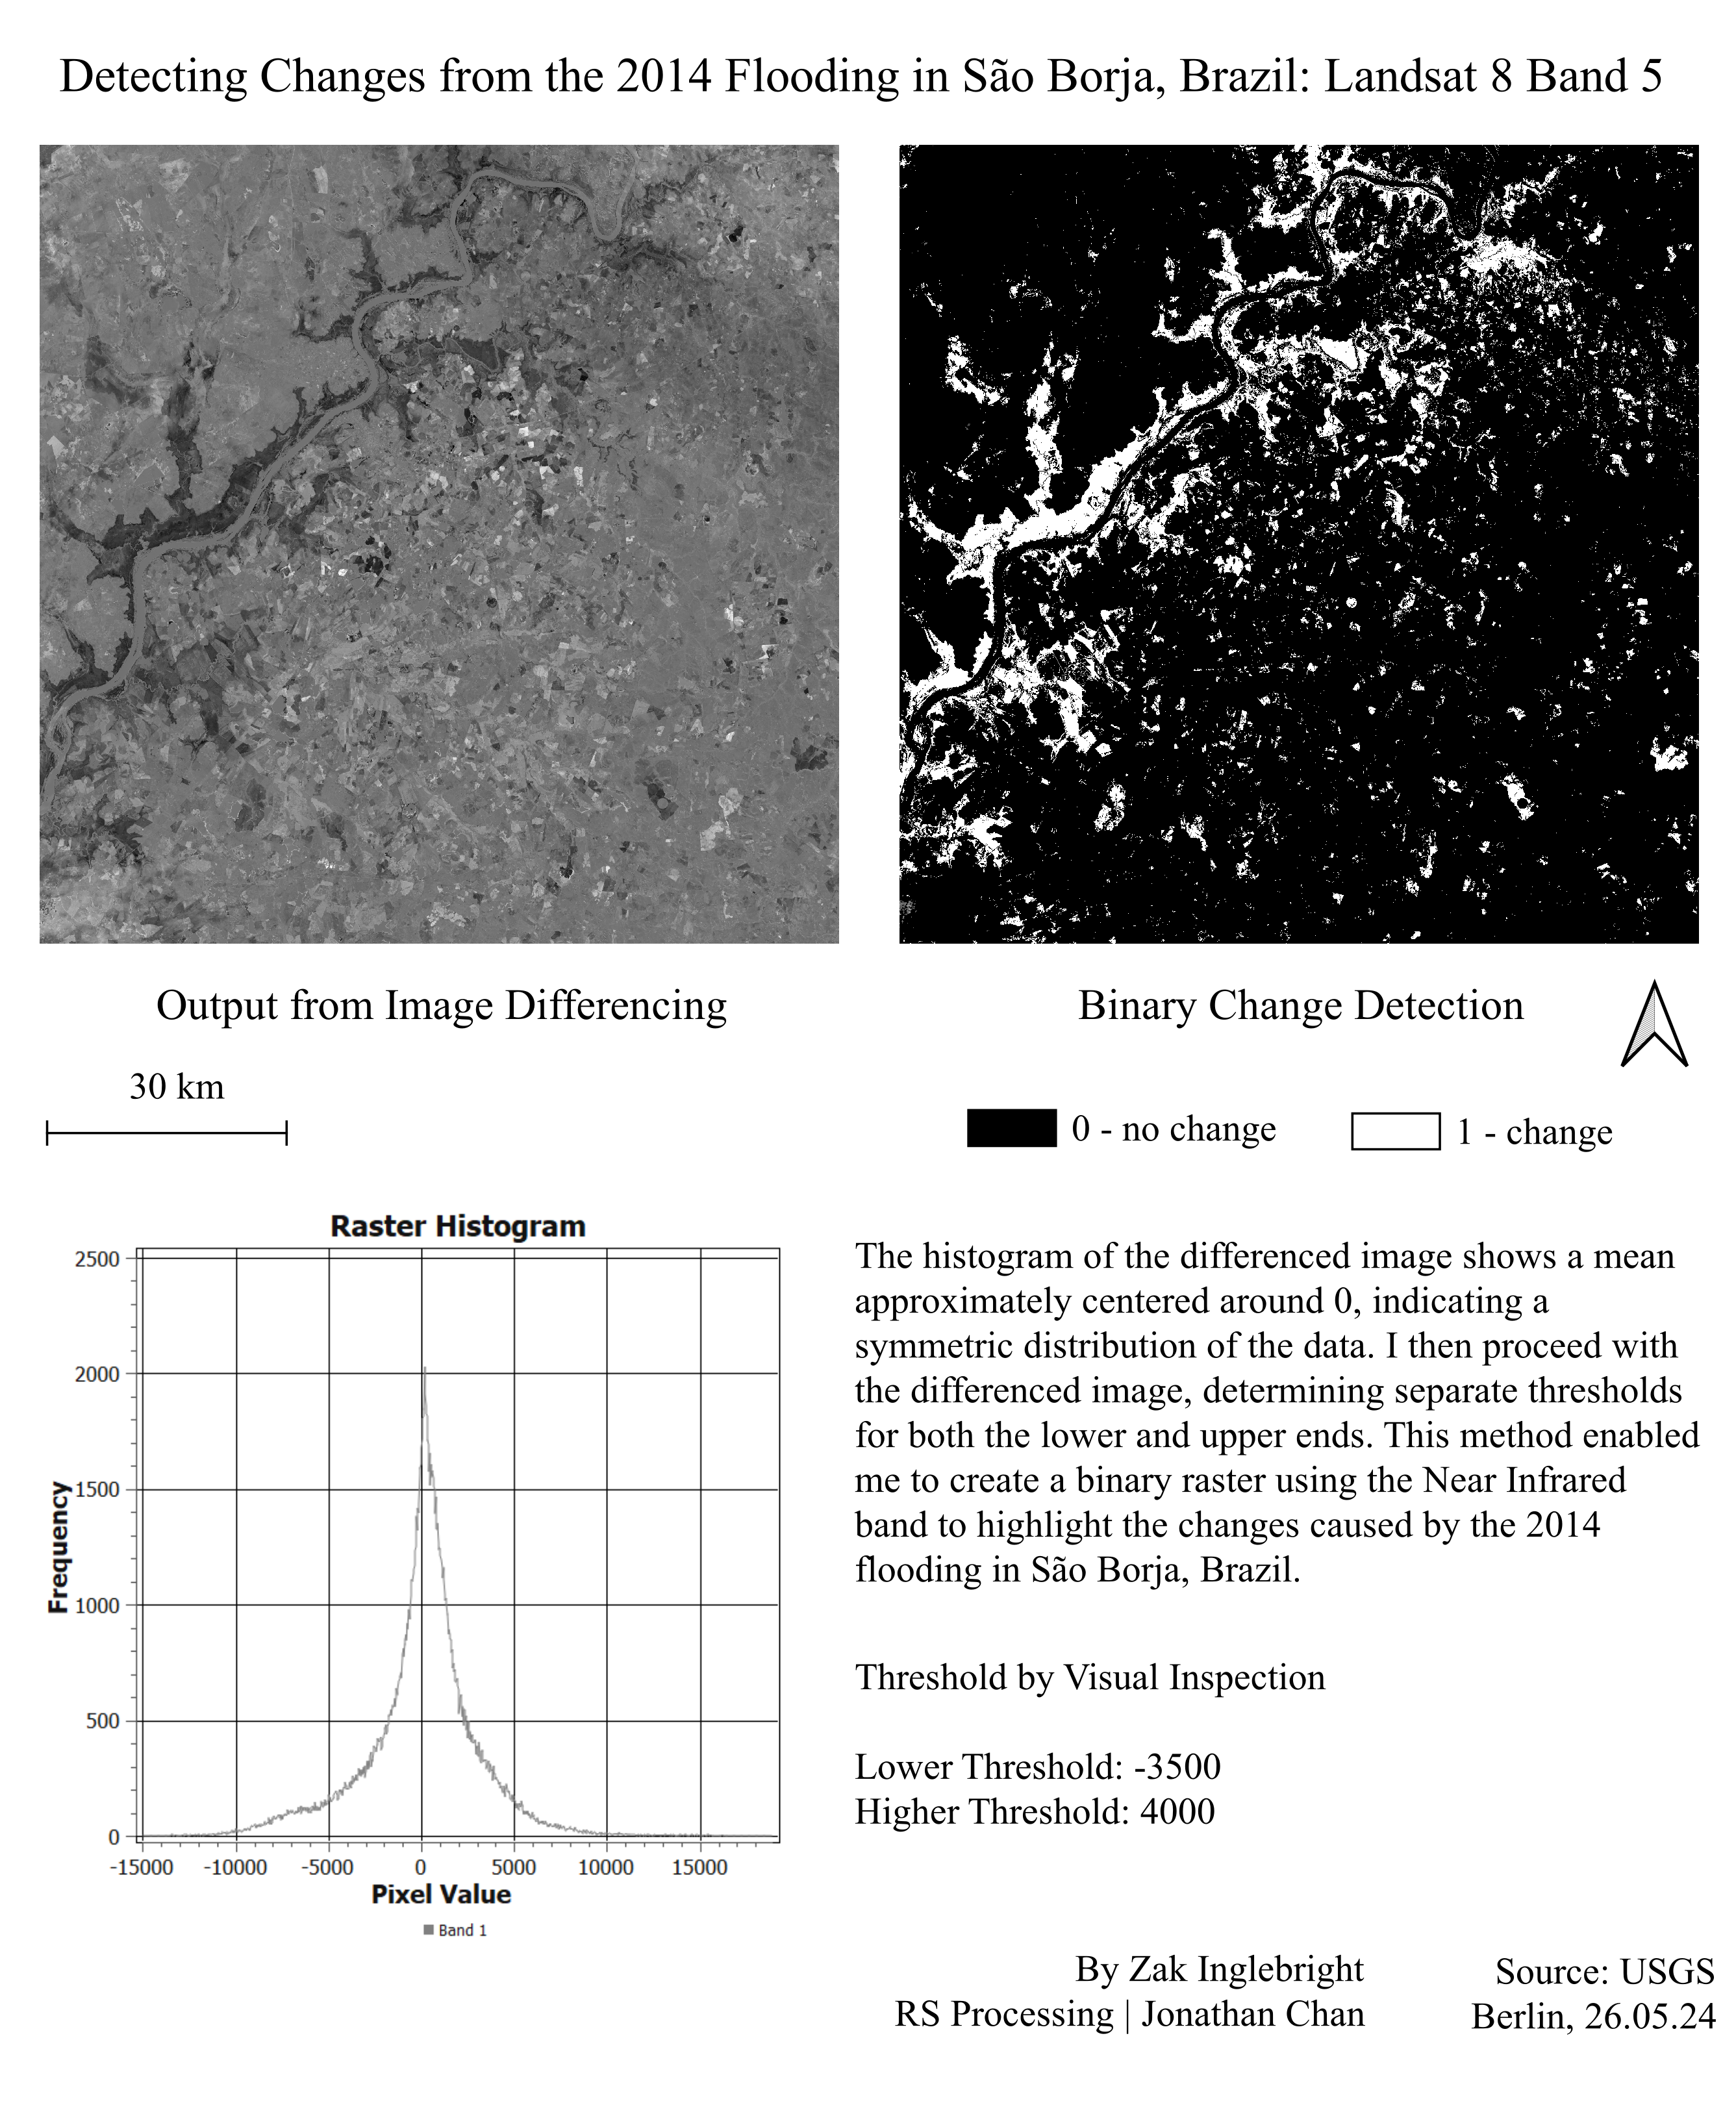 Detecting Changes from the 2014 Flooding in São Borja, Brazil: Landsat 8 Band 5
Output from Image Differencing
Binary Change Detection
30 km
0 - no change
1 - change
Raster Histogram
2500
2000
1500
1000
500
0
Frequency
-15000
-10000
-5000
0
5000
10000
15000
Pixel Value
Band 1
The histogram of the differenced image shows a mean
approximately centered around 0, indicating a
symmetric distribution of the data. I then proceed with
the differenced image, determining separate thresholds
for both the lower and upper ends. This method enabled
me to create a binary raster using the Near Infrared
band to highlight the changes caused by the 2014
flooding in São Borja, Brazil.
Threshold by Visual Inspection
Lower Threshold: -3500
Higher Threshold: 4000
By Zak Inglebright
RS Processing | Jonathan Chan
Source: USGS
Berlin, 26.05.24